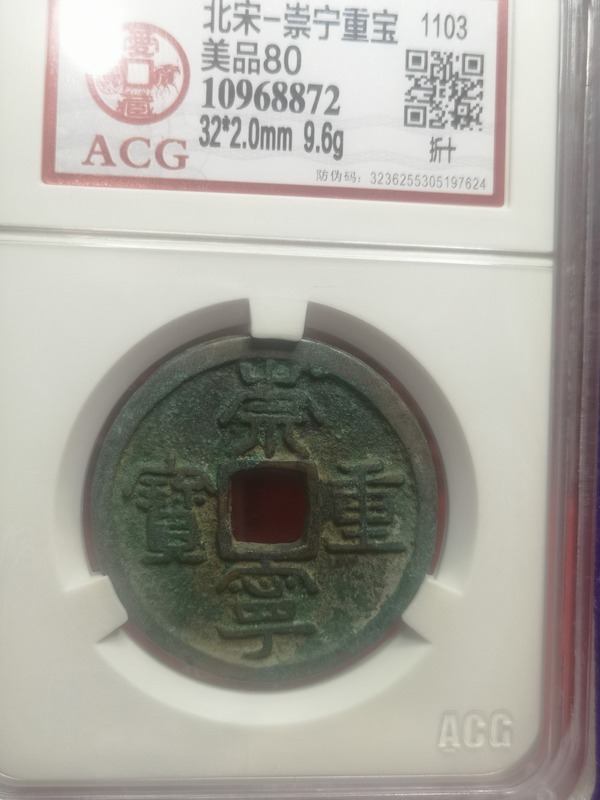 北宋-崇宁重宝 1103
美品80
10968872
32*2.0mm 9.6g
折十
防伪码：3236255305197624
ACG
崇
寶 重
寧
ACG